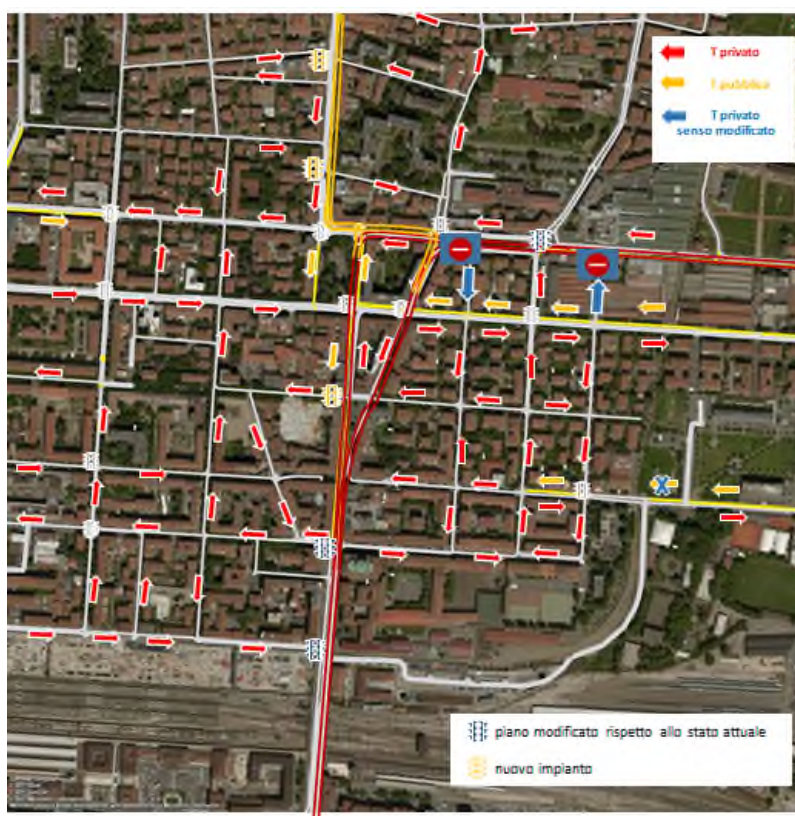 T privato
T pubblico
T privato
senso modificato
piano modificato rispetto allo stato attuale
nuovo impianto